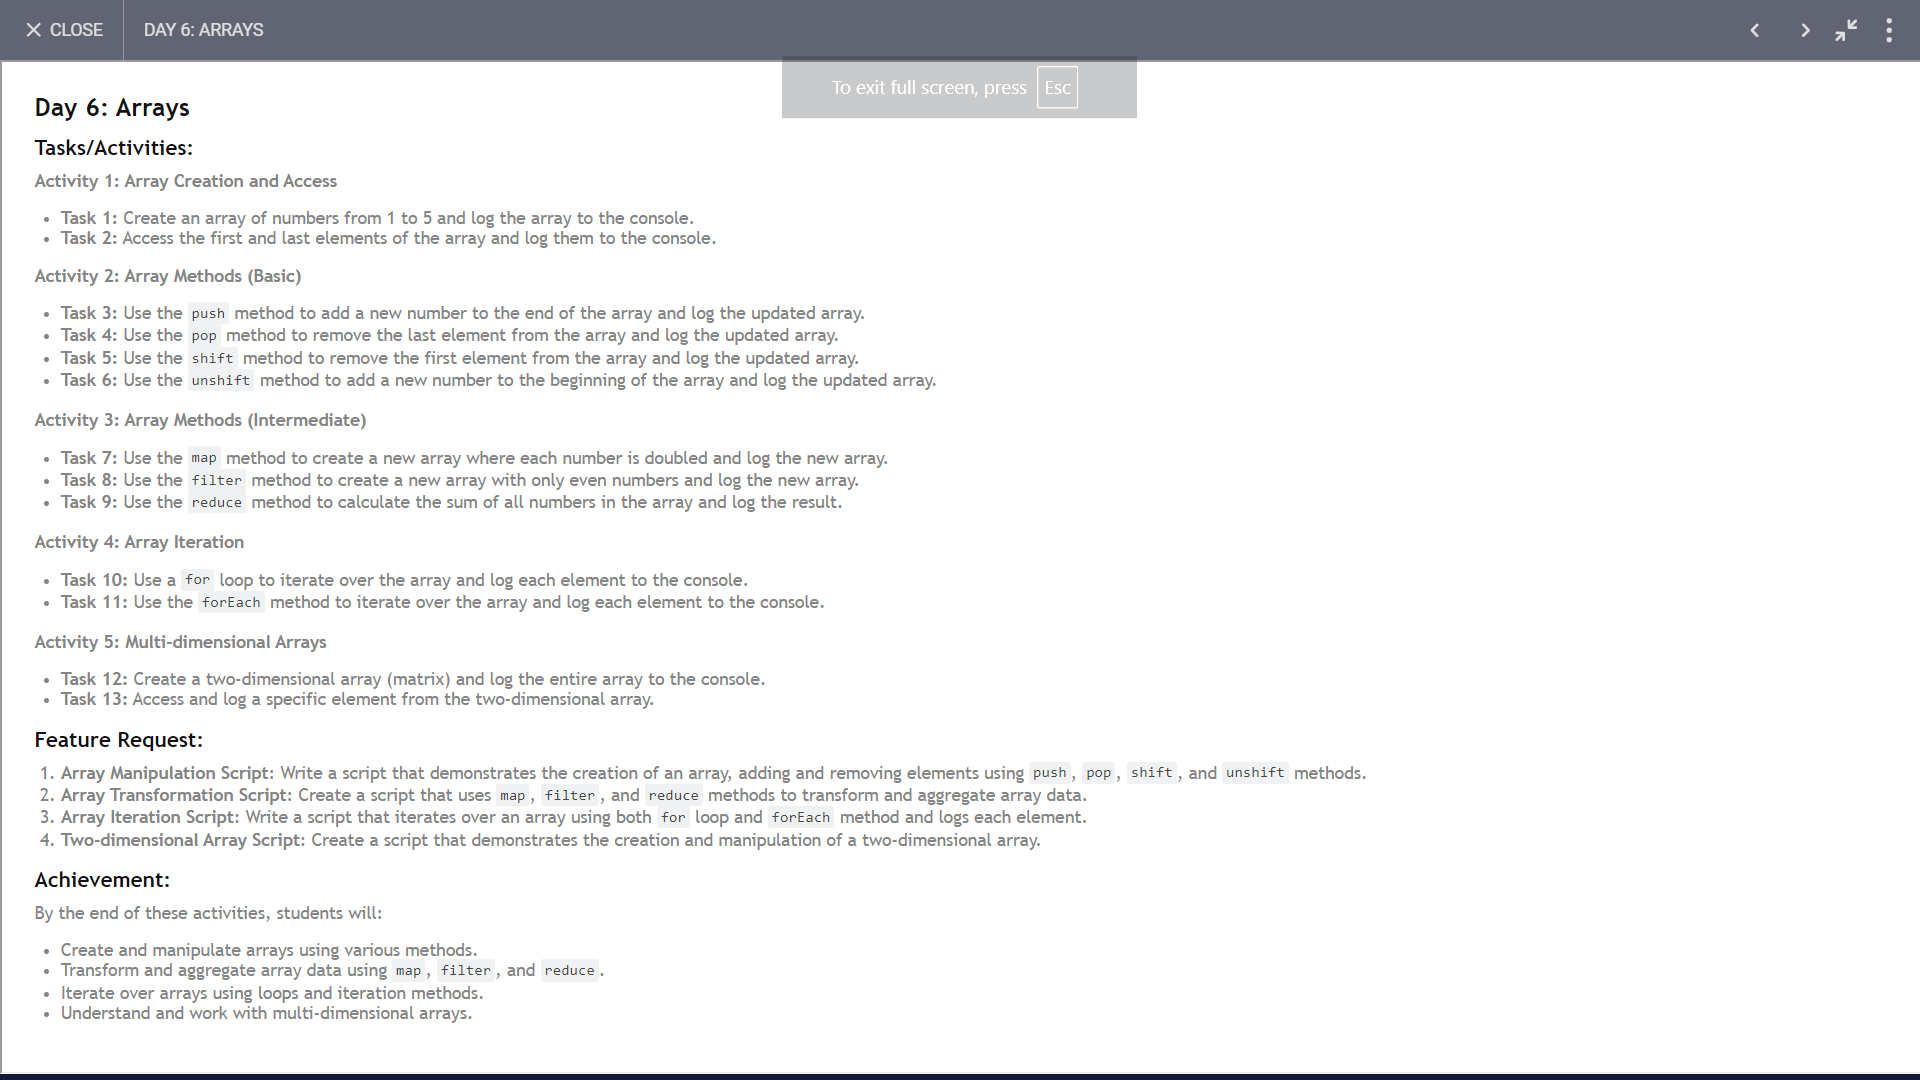 CLOSE
DAY 6: ARRAYS
To exit full screen, press Esc
Day 6: Arrays
Tasks/Activities:
Activity 1: Array Creation and Access
• Task 1: Create an array of numbers from 1 to 5 and log the array to the console.
• Task 2: Access the first and last elements of the array and log them to the console.
Activity 2: Array Methods (Basic)
• Task 3: Use the push method to add a new number to the end of the array and log the updated array.
• Task 4: Use the pop method to remove the last element from the array and log the updated array.
• Task 5: Use the shift method to remove the first element from the array and log the updated array.
• Task 6: Use the unshift method to add a new number to the beginning of the array and log the updated array.
Activity 3: Array Methods (Intermediate)
• Task 7: Use the map method to create a new array where each number is doubled and log the new array.
• Task 8: Use the filter method to create a new array with only even numbers and log the new array.
• Task 9: Use the reduce method to calculate the sum of all numbers in the array and log the result.
Activity 4: Array Iteration
• Task 10: Use a for loop to iterate over the array and log each element to the console.
• Task 11: Use the forEach method to iterate over the array and log each element to the console.
Activity 5: Multi-dimensional Arrays
• Task 12: Create a two-dimensional array (matrix) and log the entire array to the console.
• Task 13: Access and log a specific element from the two-dimensional array.
Feature Request:
1. Array Manipulation Script: Write a script that demonstrates the creation of an array, adding and removing elements using push, pop, shift, and unshift methods.
2. Array Transformation Script: Create a script that uses map, filter, and reduce methods to transform and aggregate array data.
3. Array Iteration Script: Write a script that iterates over an array using both for loop and forEach method and logs each element.
4. Two-dimensional Array Script: Create a script that demonstrates the creation and manipulation of a two-dimensional array.
Achievement:
By the end of these activities, students will:
• Create and manipulate arrays using various methods.
• Transform and aggregate array data using map, filter, and reduce.
• Iterate over arrays using loops and iteration methods.
• Understand and work with multi-dimensional arrays.